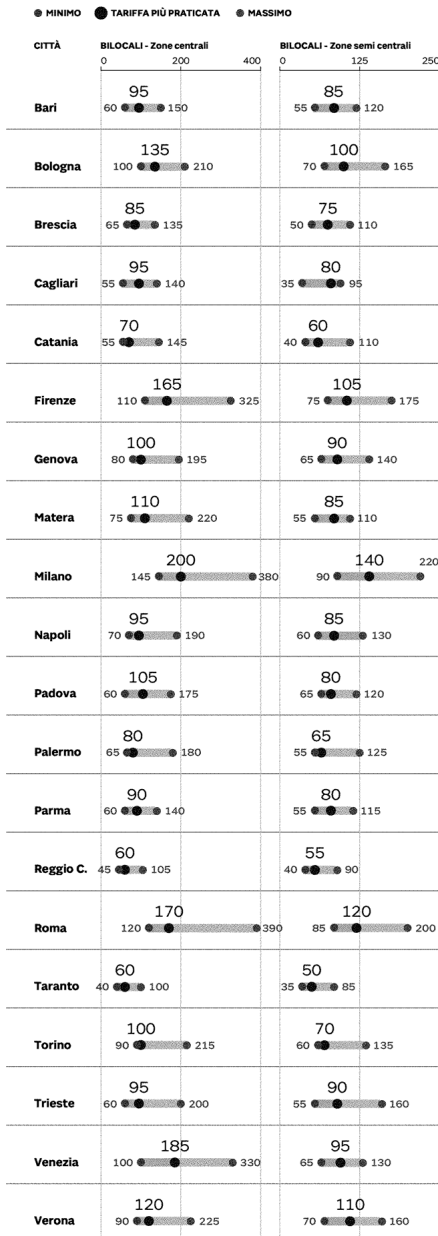 MINIMO TARIFFA PIÙ PRATICATA MASSIMO
CITTÀ BILOCALI - Zone centrali BILOCALI - Zone semi centrali
0 200 400 0 125 250
95 85
Bari 60 150 55 120
135 100
Bologna 100 210 70 165
85 75
Brescia 65 135 50 110
95 80
Cagliari 55 140 35 95
70 60
Catania 55 145 40 110
165 105
Firenze 110 325 75 175
100 90
Genova 80 195 65 140
110 85
Matera 75 220 55 110
200 140 220
Milano 145 380 90
95 85
Napoli 70 190 60 130
105 80
Padova 60 175 65 120
80 65
Palermo 65 180 55 125
90 80
Parma 60 140 55 115
60 55
Reggio C. 45 105 40 90
170 120
Roma 120 390 85 200
60 50
Taranto 40 100 35 85
100 70
Torino 90 215 60 135
95 90
Trieste 60 200 55 160
185 95
Venezia 100 330 65 130
120 110
Verona 90 225 70 160